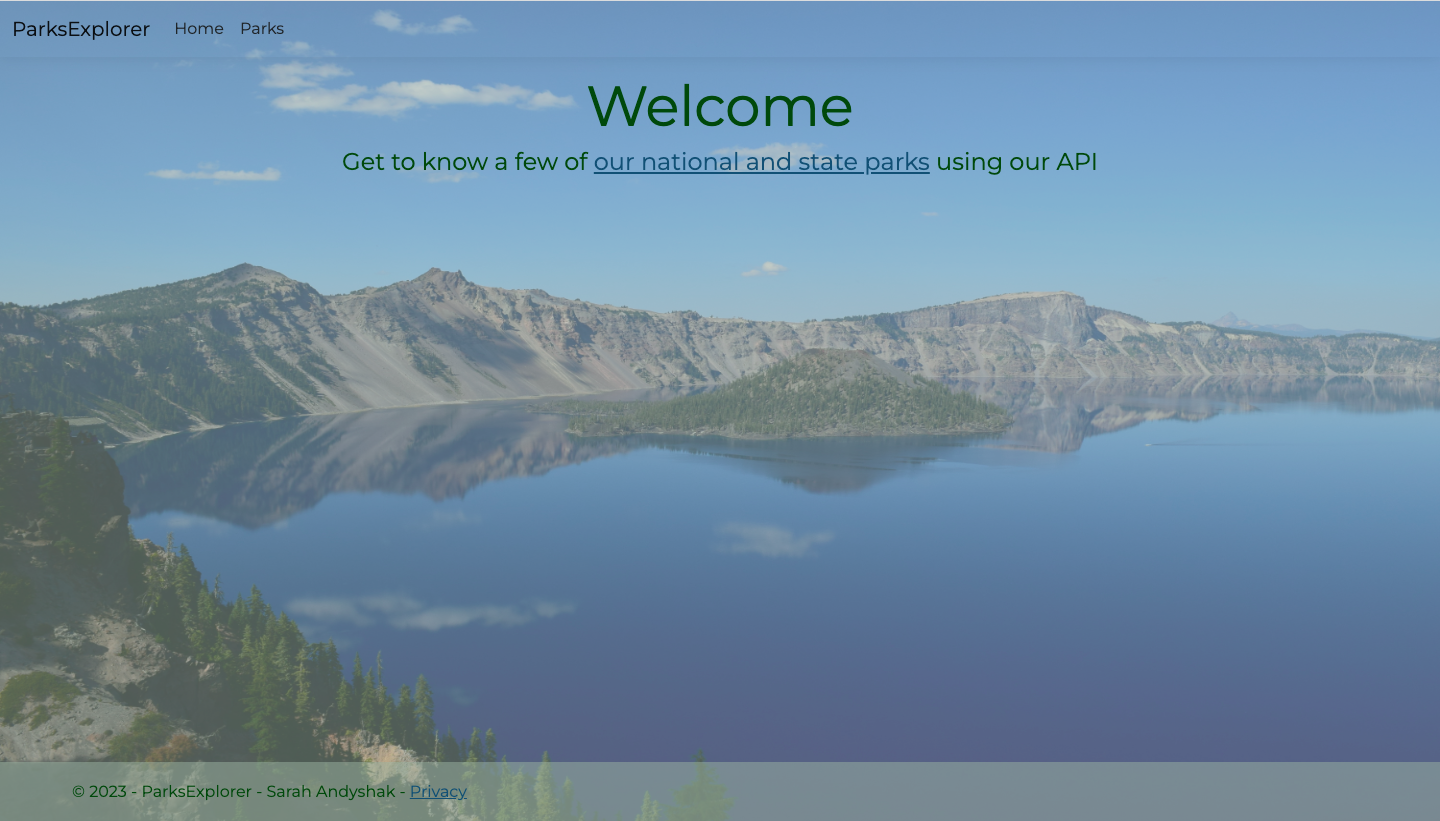 ParksExplorer Home Parks
Welcome
Get to know a few of our national and state parks using our API
© 2023 - ParksExplorer - Sarah Andyshak - Privacy